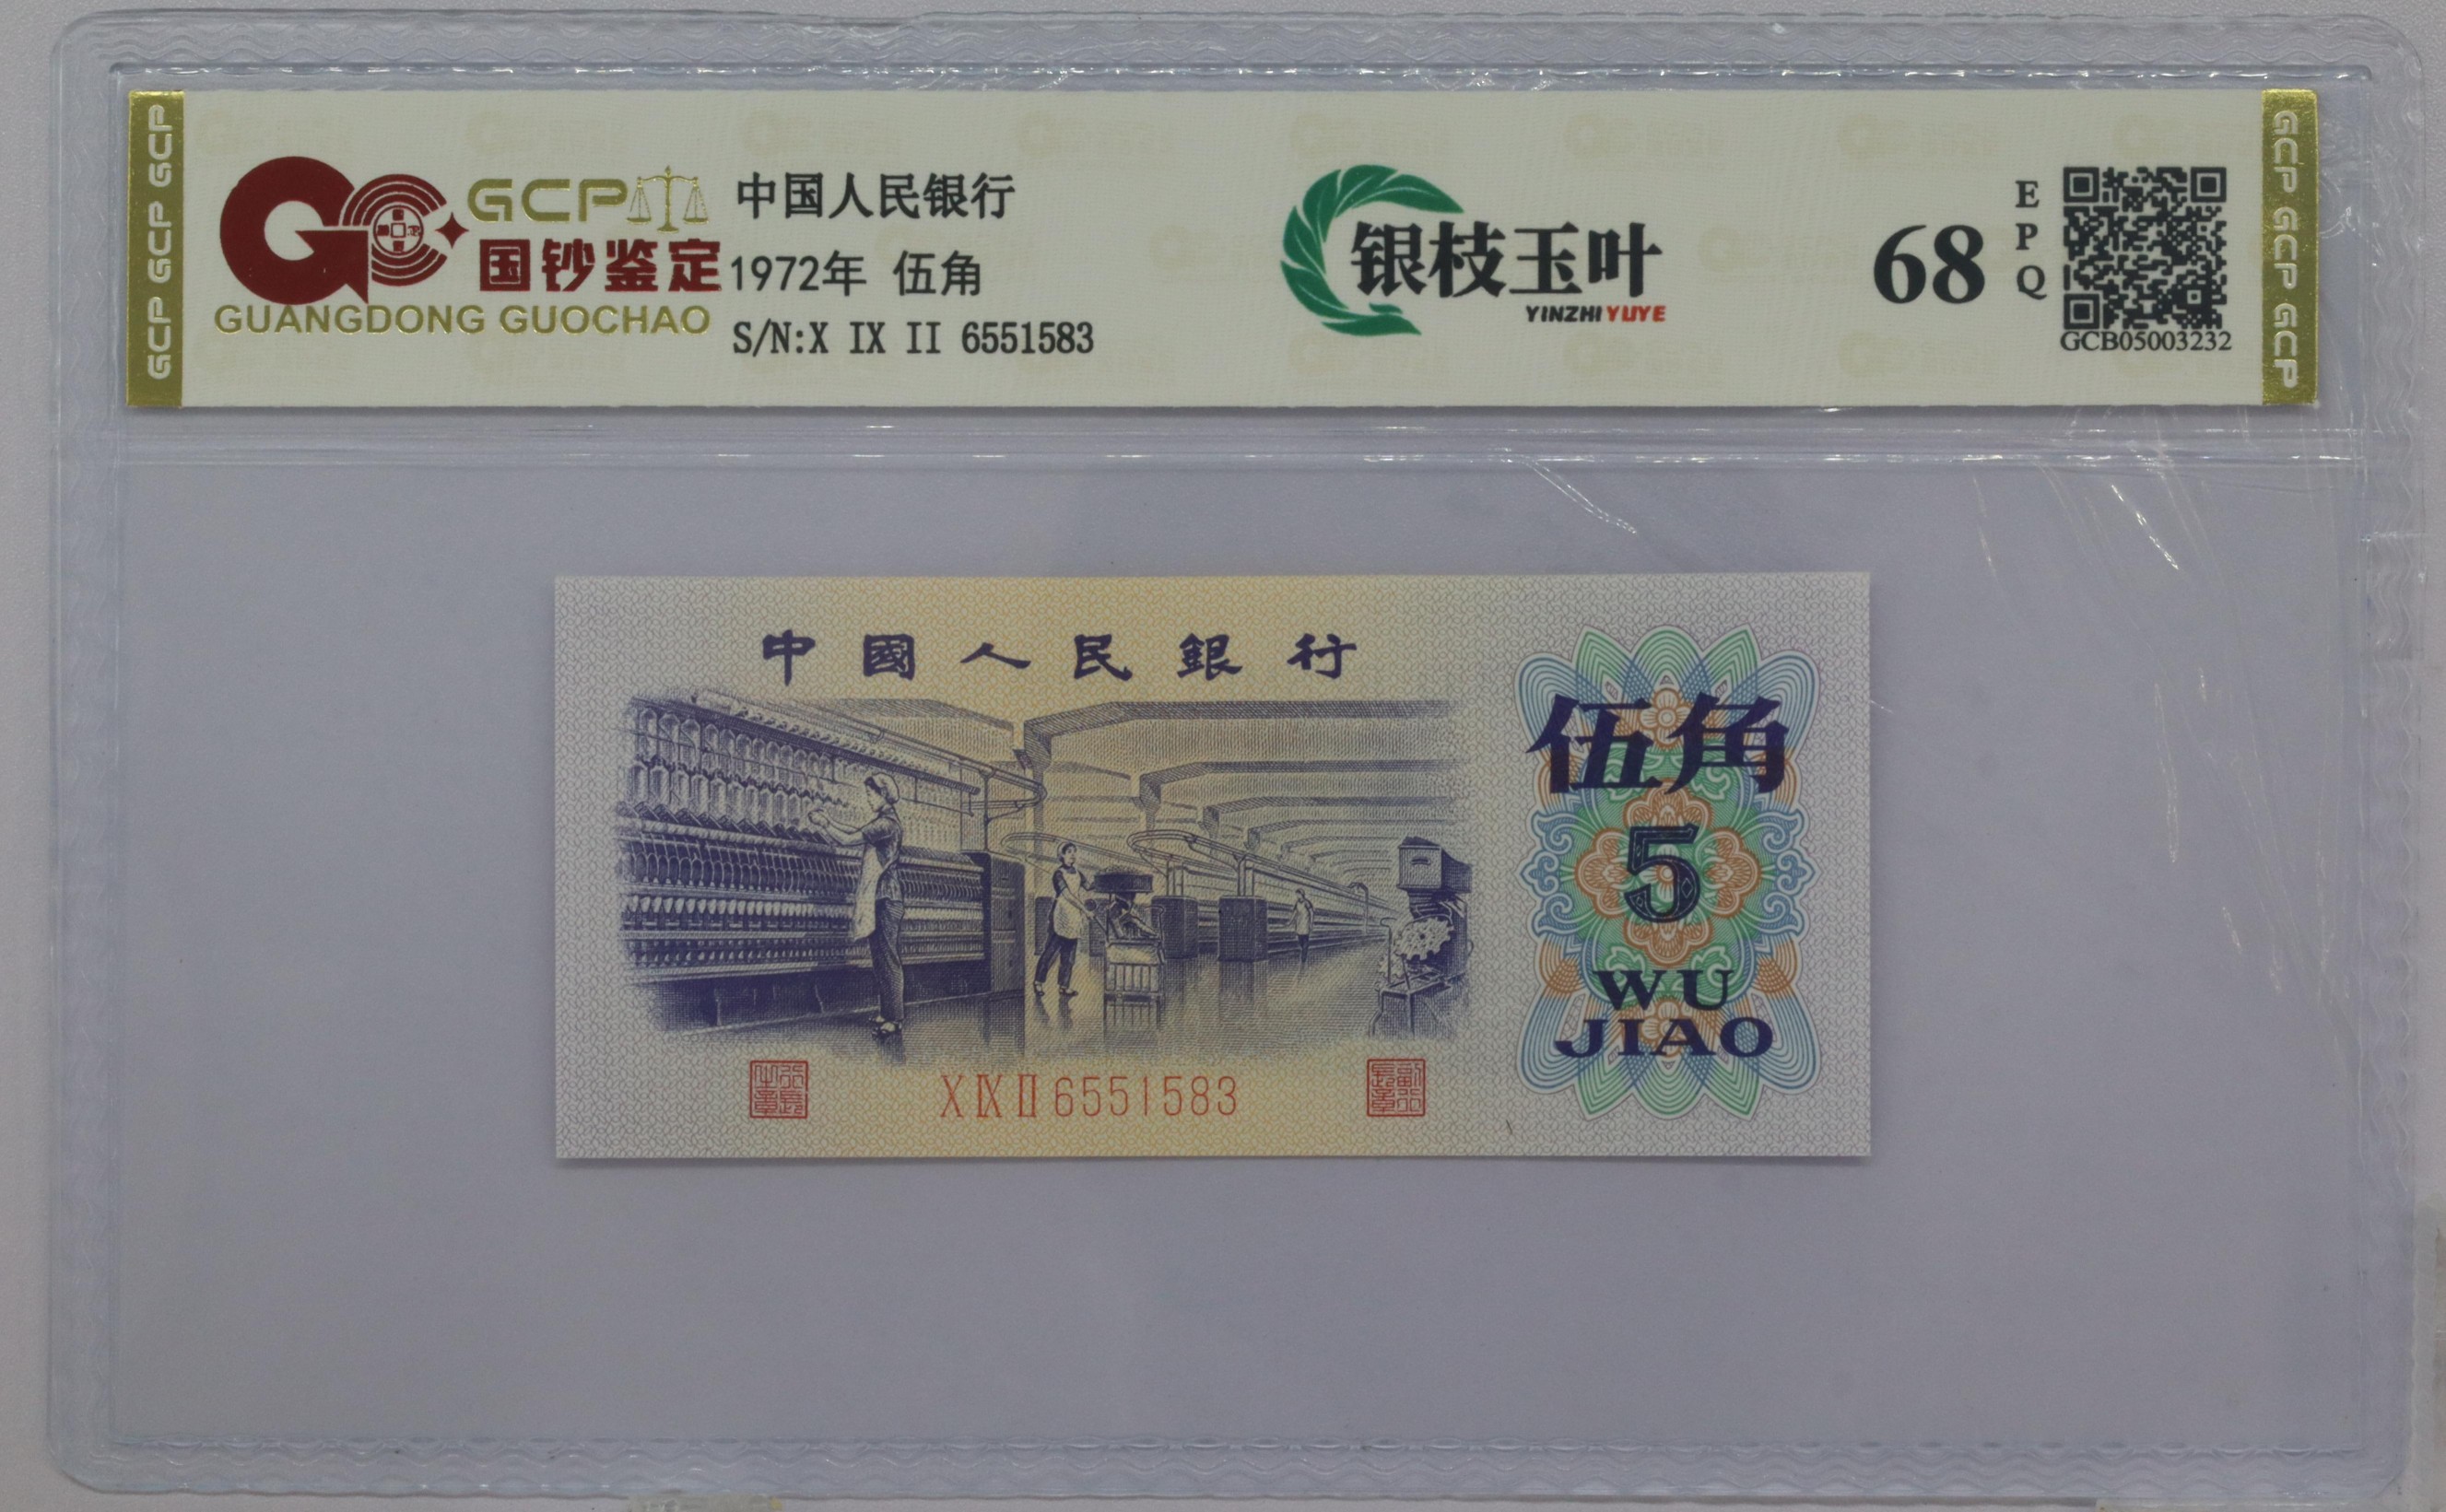 GCP GCP GCP
GCP
国钞鉴定
GUANGDONG GUOCHAO
中国人民银行
1972年 伍角
S/N:X IX II 6551583
银枝玉叶
YINZHI YUYE
68
EPQ
GCB05003232
GCP GCP GCP
中國人民銀行
伍角
5
WU
JIAO
X IX II 6551583